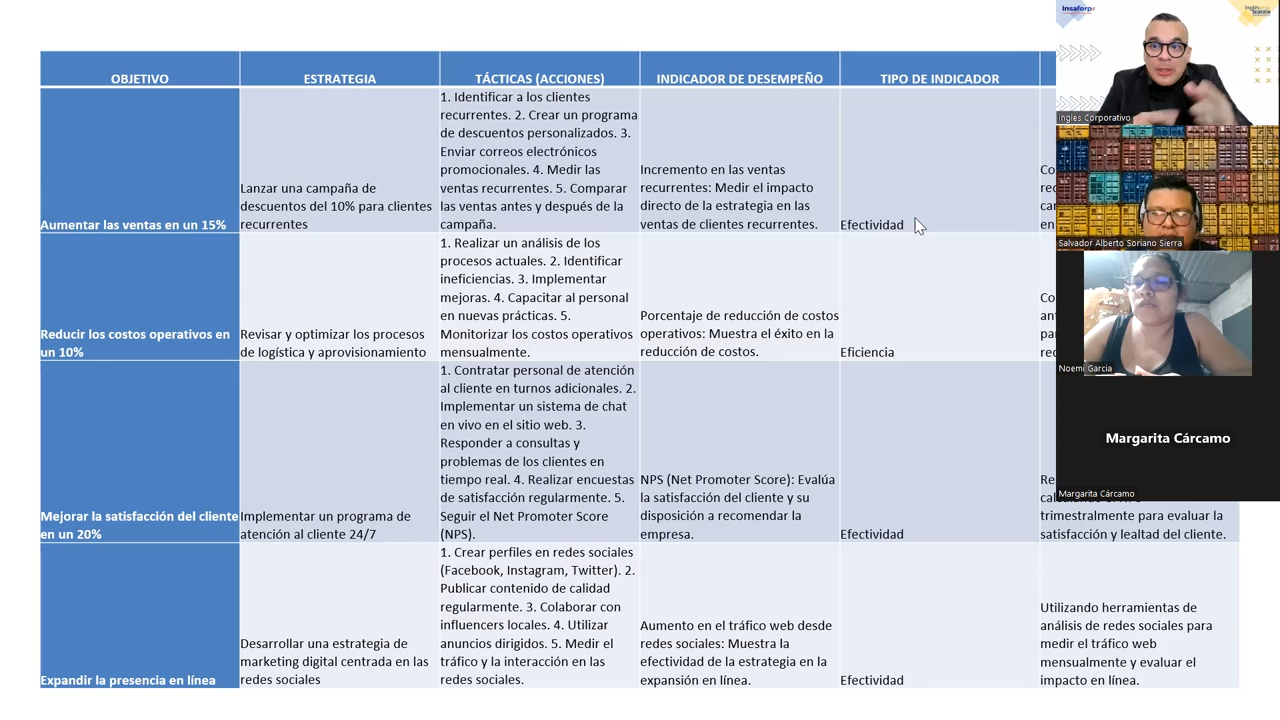 OBJETIVO
ESTRATEGIA
TÁCTICAS (ACCIONES)
INDICADOR DE DESEMPEÑO
TIPO DE INDICADOR
Aumentar las ventas en un 15%
Lanzar una campaña de
descuentos del 10% para clientes
recurrentes
1. Identificar a los clientes
recurrentes. 2. Crear un programa
de descuentos personalizados. 3.
Enviar correos electrónicos
promocionales. 4. Medir las
ventas recurrentes. 5. Comparar
las ventas antes y después de la
campaña.
Incremento en las ventas
recurrentes: Medir el impacto
directo de la estrategia en las
ventas de clientes recurrentes.
Efectividad
Reducir los costos operativos en
un 10%
Revisar y optimizar los procesos
de logística y aprovisionamiento
1. Realizar un análisis de los
procesos actuales. 2. Identificar
ineficiencias. 3. Implementar
mejoras. 4. Capacitar al personal
en nuevas prácticas. 5.
Monitorizar los costos operativos
mensualmente.
Porcentaje de reducción de costos
operativos: Muestra el éxito en la
reducción de costos.
Eficiencia
Mejorar la satisfacción del cliente
en un 20%
Implementar un programa de
atención al cliente 24/7
1. Contratar personal de atención
al cliente en turnos adicionales. 2.
Implementar un sistema de chat
en vivo en el sitio web. 3.
Responder a consultas y
problemas de los clientes en
tiempo real. 4. Realizar encuestas
de satisfacción regularmente. 5.
Seguir el Net Promoter Score
(NPS).
NPS (Net Promoter Score): Evalúa
la satisfacción del cliente y su
disposición a recomendar la
empresa.
Efectividad
trimestralmente para evaluar la
satisfacción y lealtad del cliente.
Expandir la presencia en línea
Desarrollar una estrategia de
marketing digital centrada en las
redes sociales
1. Crear perfiles en redes sociales
(Facebook, Instagram, Twitter). 2.
Publicar contenido de calidad
regularmente. 3. Colaborar con
influencers locales. 4. Utilizar
anuncios dirigidos. 5. Medir el
tráfico y la interacción en las
redes sociales.
Aumento en el tráfico web desde
redes sociales: Muestra la
efectividad de la estrategia en la
expansión en línea.
Efectividad
Utilizando herramientas de
análisis de redes sociales para
medir el tráfico web
mensualmente y evaluar el
impacto en línea.
Insaforp
Ingles Corporativo
Salvador Alberto Soriano Sierra
Noemi Garcia
Margarita Cárcamo
Margarita Cárcamo